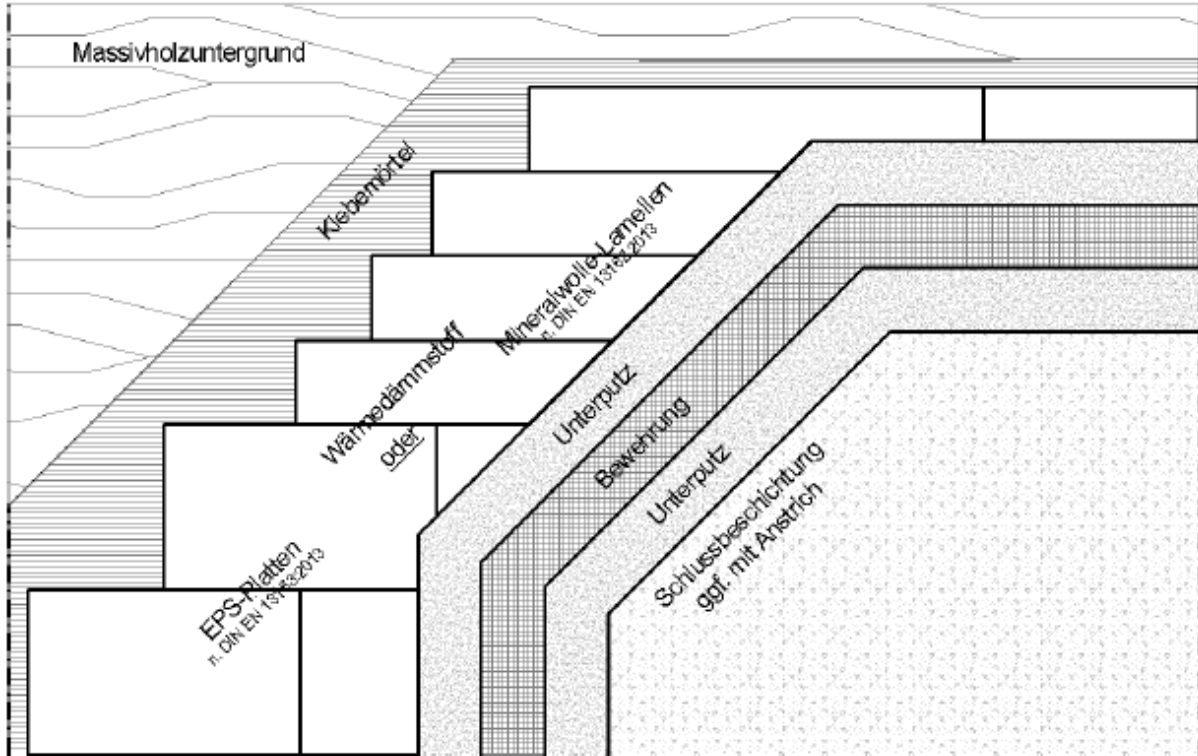 Massivholzuntergrund
Klebemörtel
Mineralwolle-Lamellen
n. DIN EN 13162:2013
Wärmedämmstoff
oder
EPS-Platten
n. DIN EN 13163:2013
Unterputz
Bewehrung
Unterputz
Schlussbeschichtung
ggf. mit Anstrich